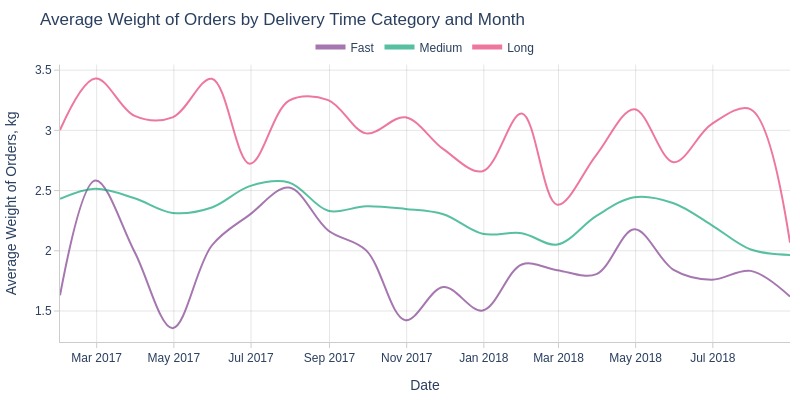 Average Weight of Orders by Delivery Time Category and Month
Fast Medium Long
Average Weight of Orders, kg
3.5
3
2.5
2
1.5
Mar 2017 May 2017 Jul 2017 Sep 2017 Nov 2017 Jan 2018 Mar 2018 May 2018 Jul 2018
Date